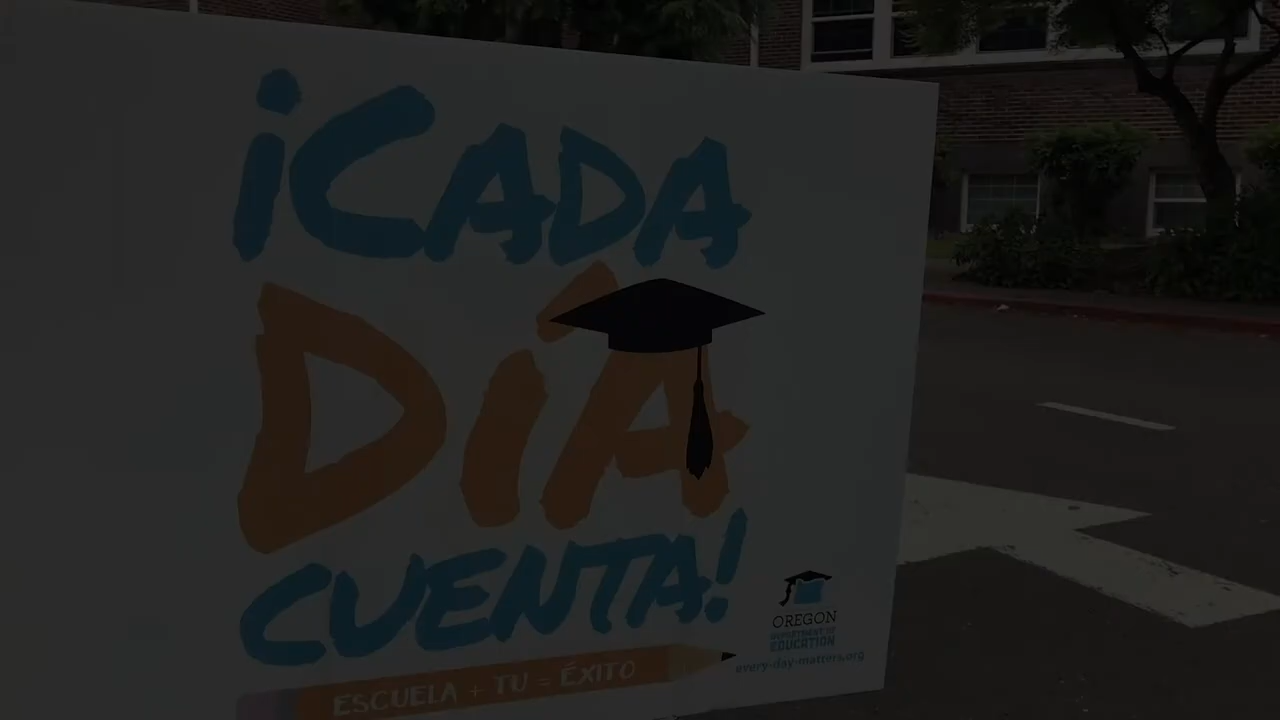 ¡CADA
DÍA
CUENTA!
ESCUELA + TU = ÉXITO
OREGON
DEPARTMENT OF
EDUCATION
every-day-matters.org